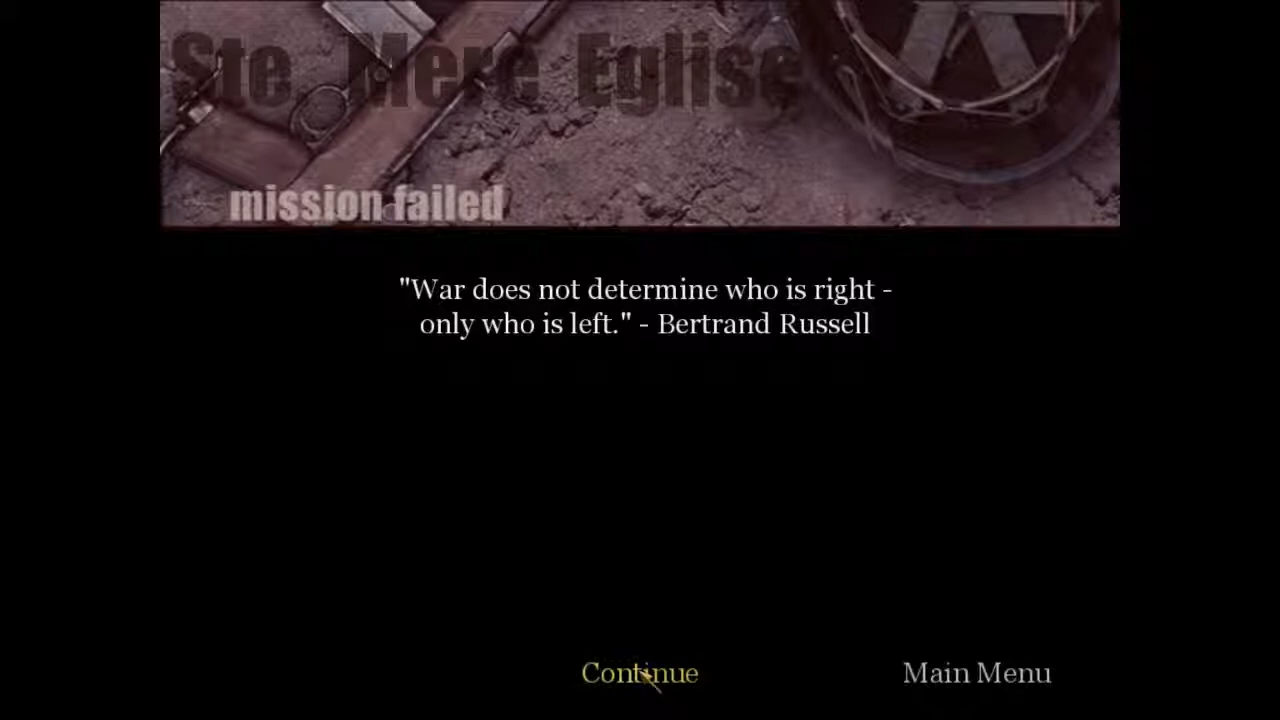 Ste. Mere Eglise
mission failed
"War does not determine who is right -
only who is left." - Bertrand Russell
Continue
Main Menu